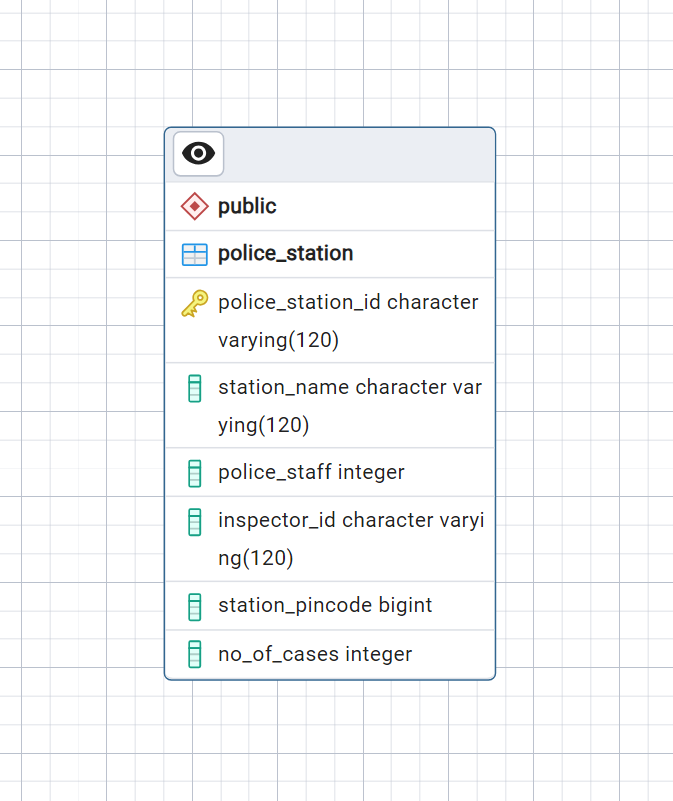 public
police_station
police_station_id character
varying(120)
station_name character var
ying(120)
police_staff integer
inspector_id character varyi
ng(120)
station_pincode bigint
no_of_cases integer